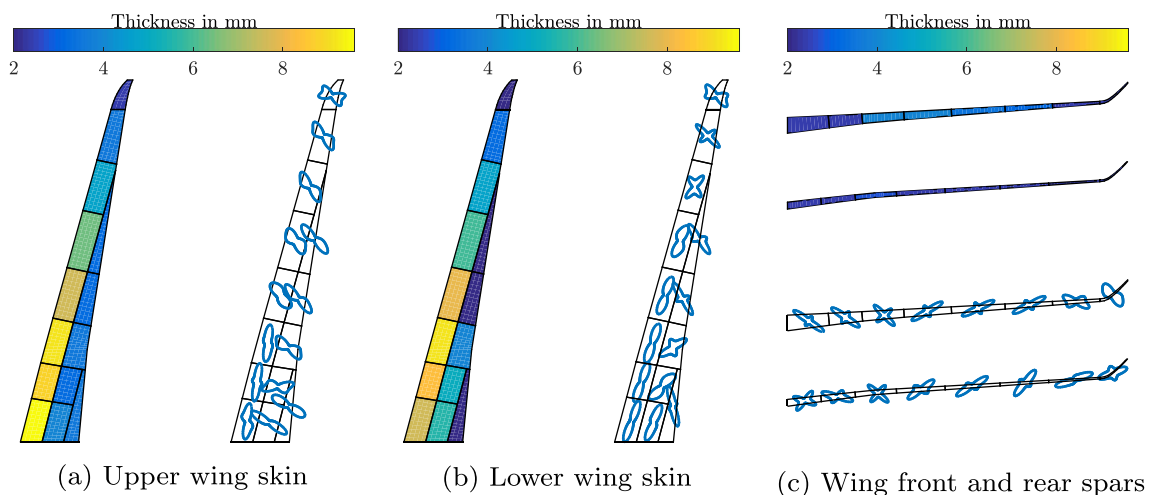 Thickness in mm Thickness in mm Thickness in mm
2 4 6 8 2 4 6 8 2 4 6 8
(a) Upper wing skin (b) Lower wing skin (c) Wing front and rear spars